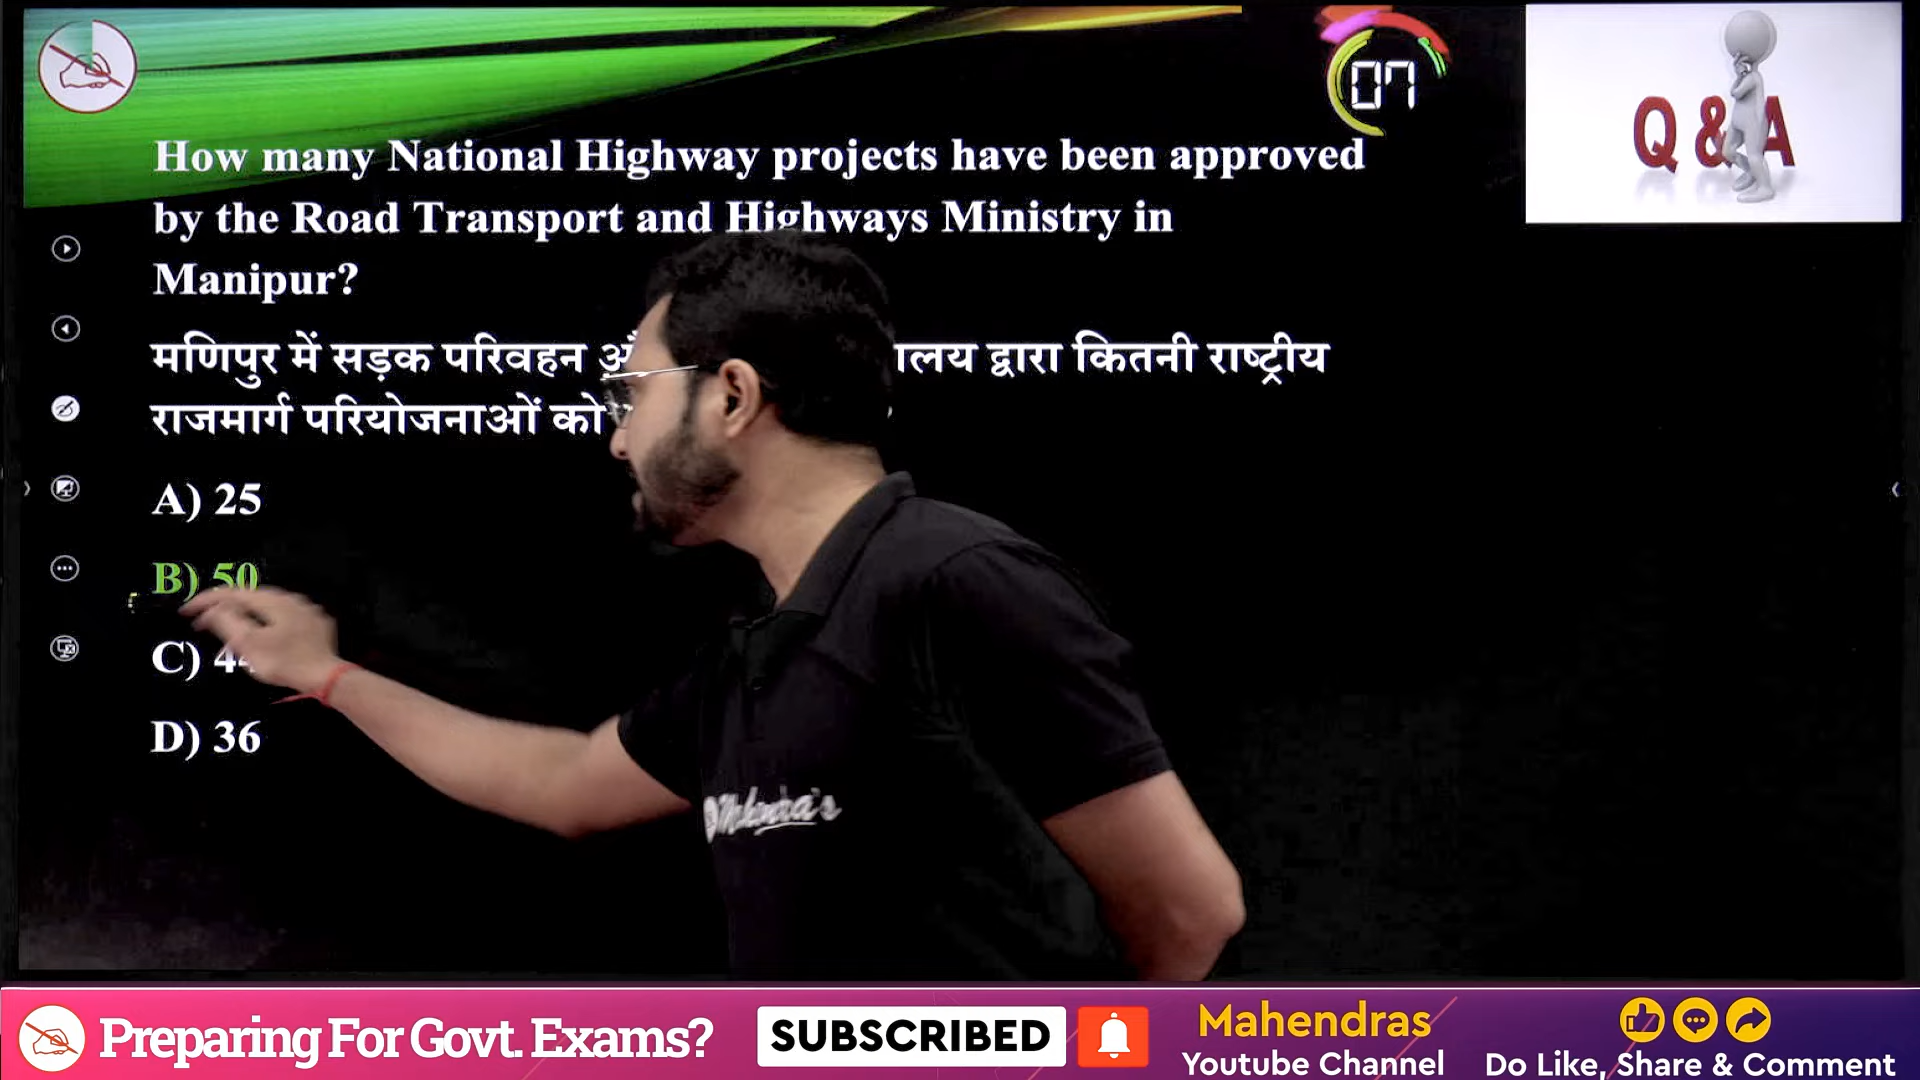 07
Q & A
How many National Highway projects have been approved
by the Road Transport and Highways Ministry in
Manipur?
मणिपुर में सड़क परिवहन द्वारा कितनी राष्ट्रीय
राजमार्ग परियोजनाओं को
A) 25
B) 50
C) 44
D) 36
Mahendra's
Preparing For Govt. Exams?
SUBSCRIBED
Mahendras
Youtube Channel
Do Like, Share & Comment